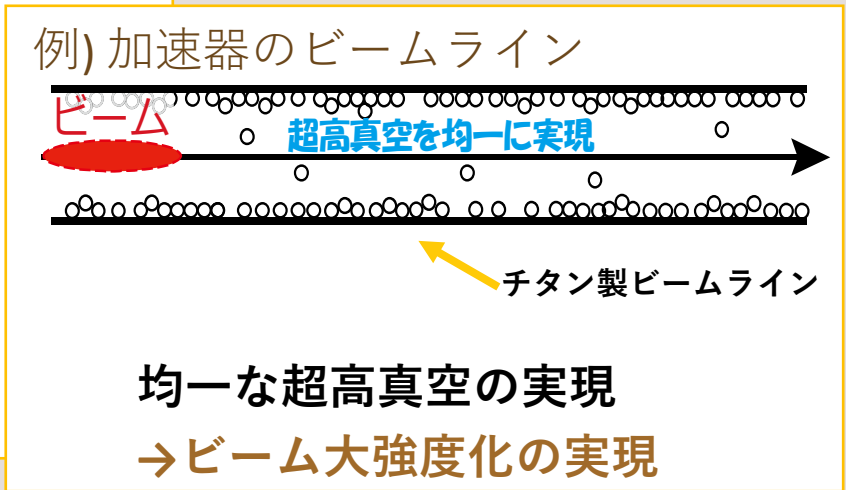 例) 加速器のビームライン
ビーム
超高真空を均一に実現
チタン製ビームライン
均一な超高真空の実現
→ビーム大強度化の実現